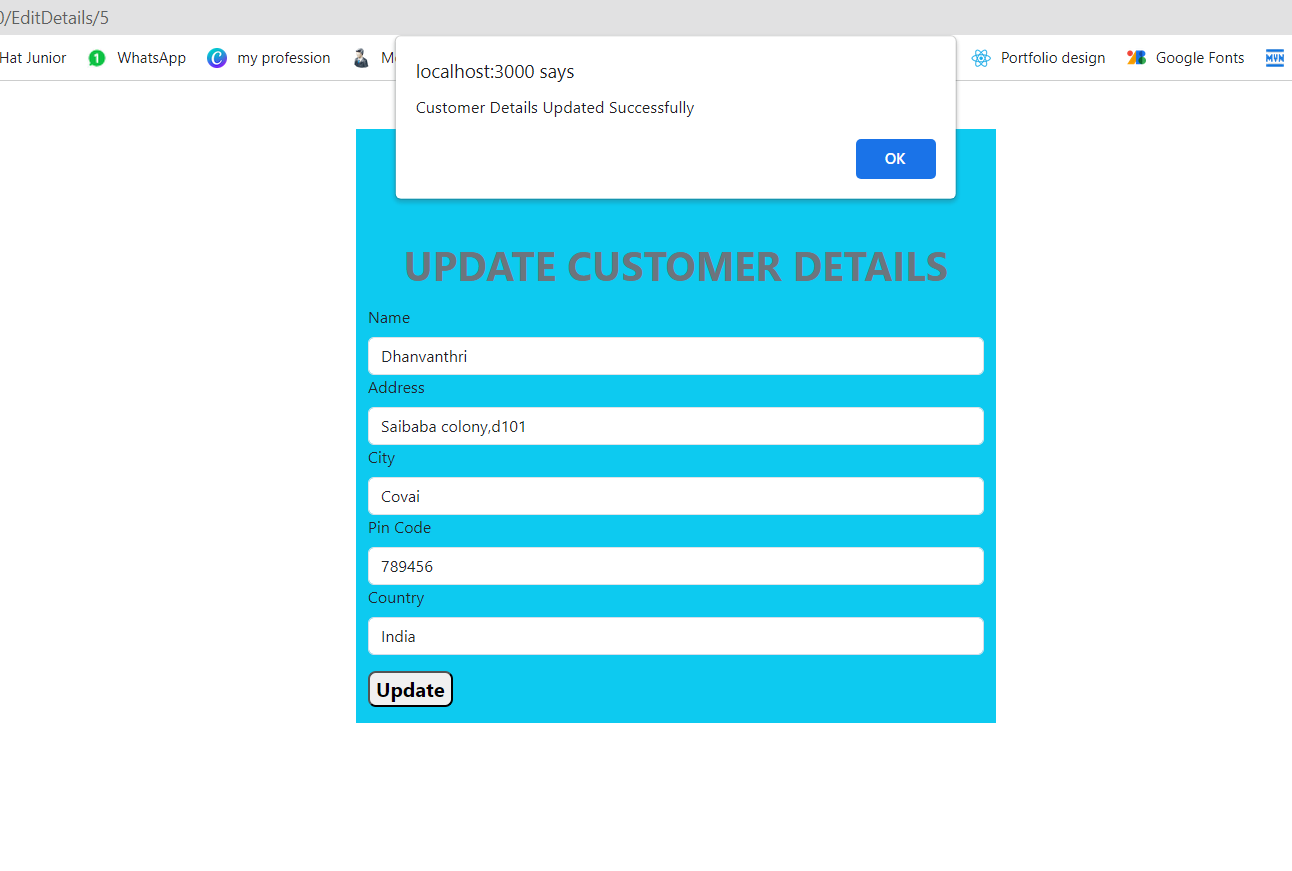 0/EditDetails/5
Hat Junior WhatsApp my profession Portfolio design Google Fonts MVN
localhost:3000 says
Customer Details Updated Successfully
OK
UPDATE CUSTOMER DETAILS
Name
Dhanvanthri
Address
Saibaba colony,d101
City
Covai
Pin Code
789456
Country
India
Update